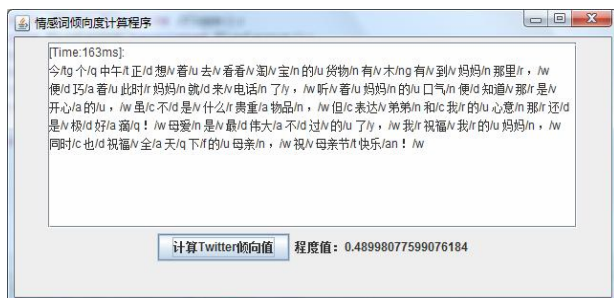 情感词倾向度计算程序
[Time:163ms]:
今/tg 个/q 中午/t 正/d 想/v 着/u 去/v 看看/v 淘/v 宝/n 的/u 货物/n 有/v 木/ng 有/v 到/v 妈妈/n 那里/r ，/w
便/d 巧/a 着/u 此时/r 妈妈/n 就/d 来/v 电话/n 了/y ，/w 听/v 着/u 妈妈/n 的/u 口气/n 便/d 知道/v 那/r 是/v
开心/a 的/u ，/w 虽/c 不/d 是/v 什么/r 贵重/a 物品/n ，/w 但/c 表达/v 弟弟/n 和/c 我/r 的/u 心意/n 那/r 还/d
是/v 极/d 好/a 滴/q ！/w 母爱/n 是/v 最/d 伟大/a 不/d 过/v 的/u 了/y ，/w 我/r 祝福/v 我/r 的/u 妈妈/n ，/w
同时/c 也/d 祝福/v 全/a 天/q 下/f 的/u 母亲/n ，/w 祝/v 母亲节/t 快乐/an ！/w
计算Twitter倾向值 程度值：0.48998077599076184